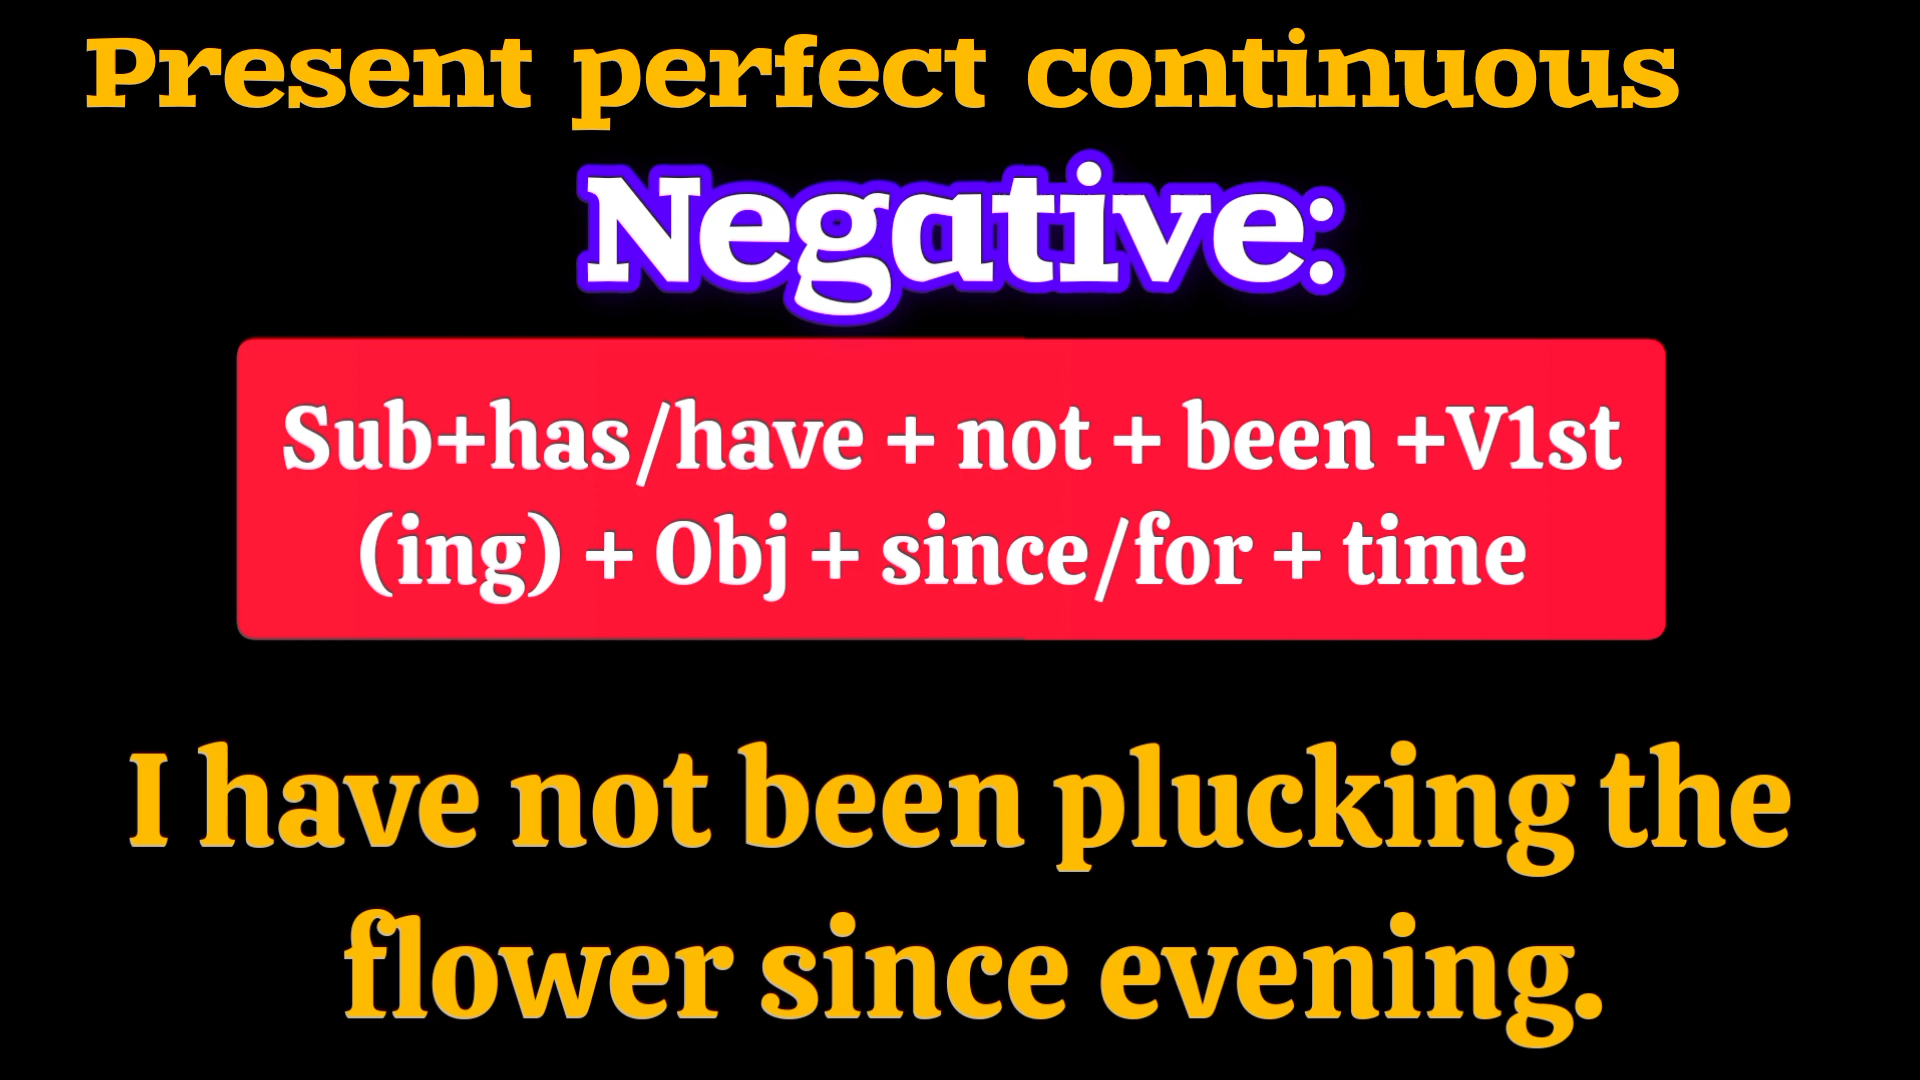 Present perfect continuous
Negative:
Sub+has/have + not + been +V1st
(ing) + Obj + since/for + time
I have not been plucking the
flower since evening.